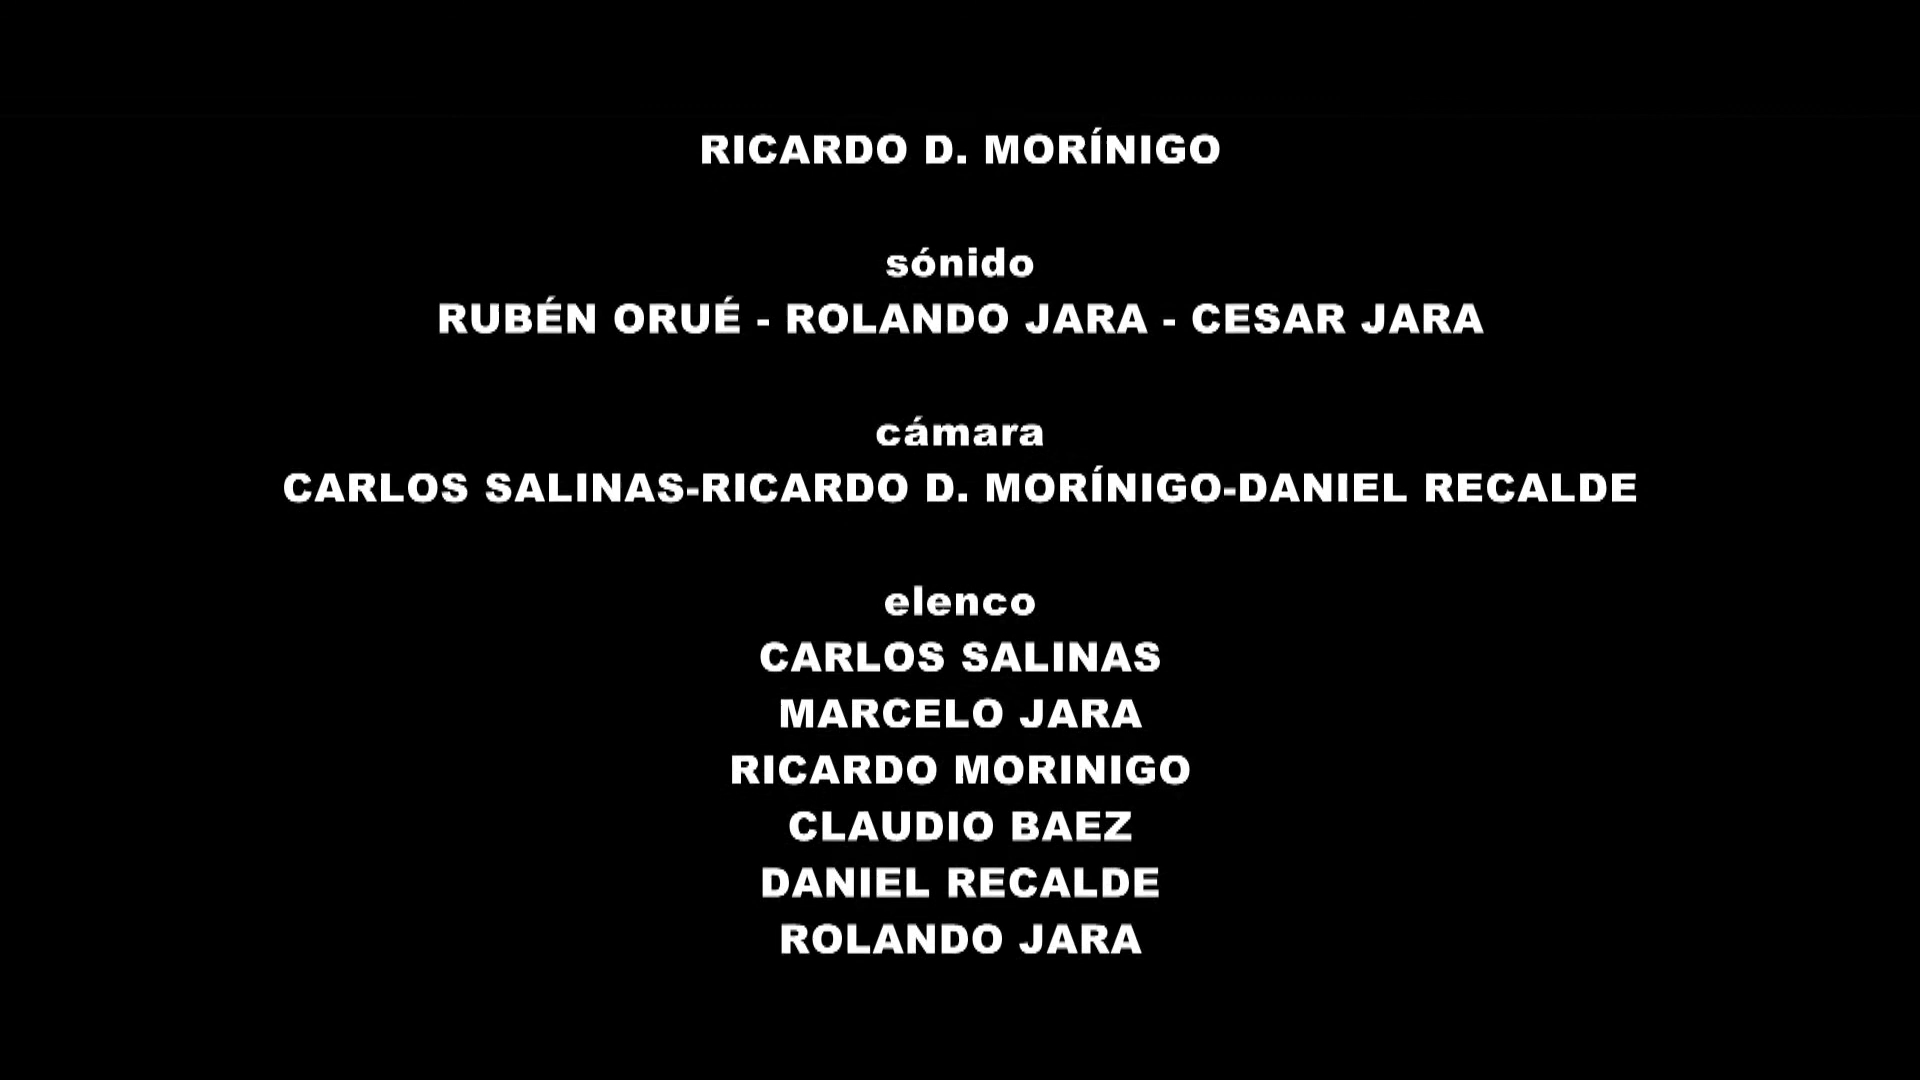 RICARDO D. MORÍNIGO
sónido
RUBÉN ORUÉ - ROLANDO JARA - CESAR JARA
cámara
CARLOS SALINAS-RICARDO D. MORÍNIGO-DANIEL RECALDE
elenco
CARLOS SALINAS
MARCELO JARA
RICARDO MORINIGO
CLAUDIO BAEZ
DANIEL RECALDE
ROLANDO JARA